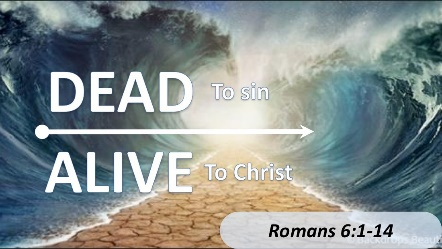 DEAD To sin
ALIVE To Christ
Romans 6:1-14